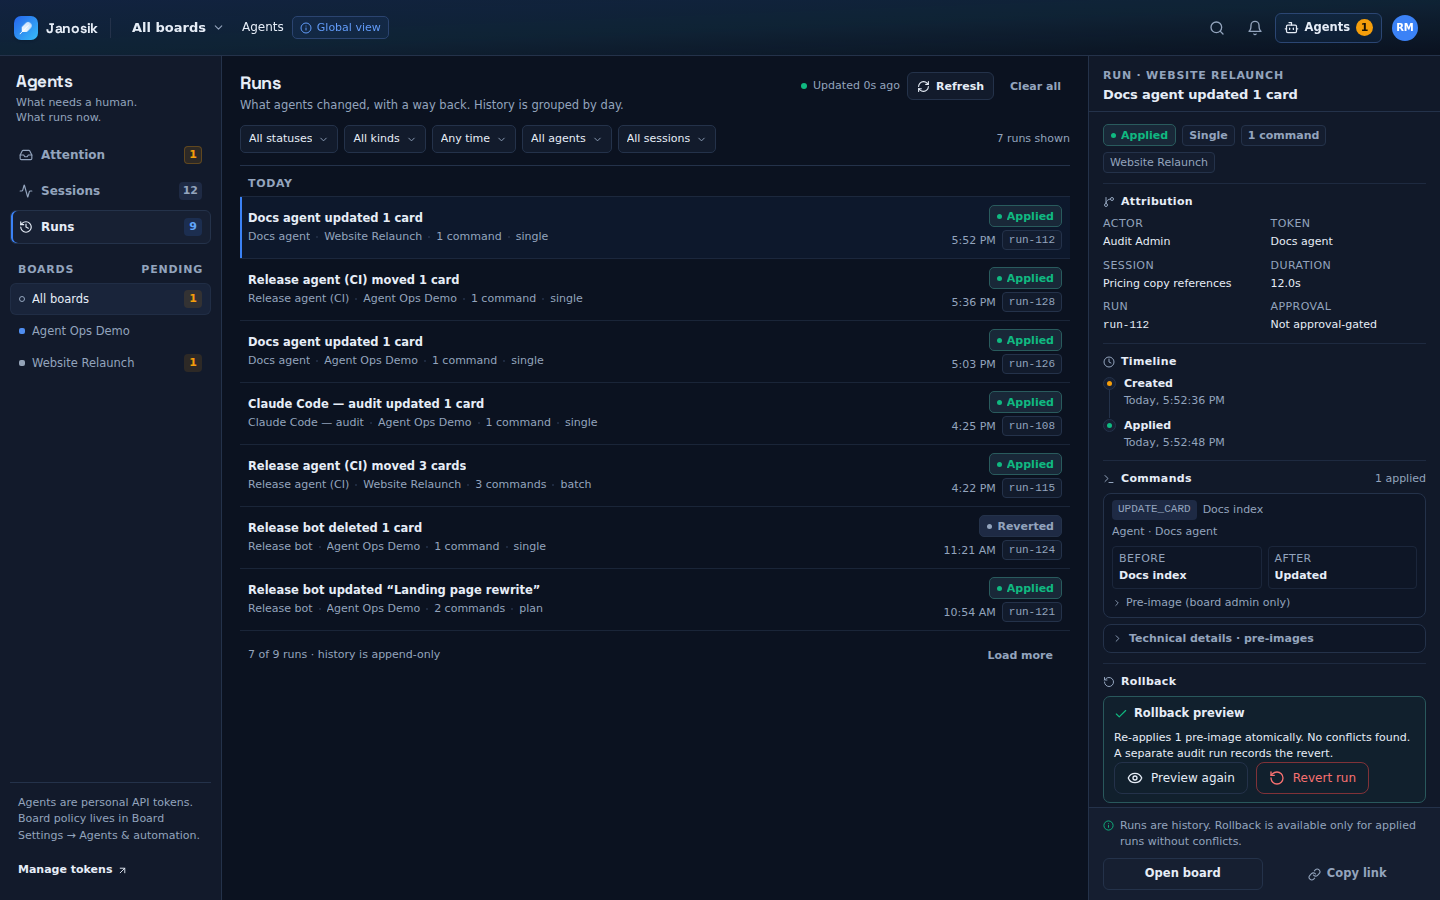 Janosik
All boards
Agents
Global view
Agents 1
RM
Agents
What needs a human.
What runs now.
Attention 1
Sessions 12
Runs 9
BOARDS PENDING
All boards 1
Agent Ops Demo
Website Relaunch 1
Agents are personal API tokens.
Board policy lives in Board
Settings → Agents & automation.
Manage tokens
Runs
What agents changed, with a way back. History is grouped by day.
Updated 0s ago
Refresh
Clear all
All statuses
All kinds
Any time
All agents
All sessions
7 runs shown
TODAY
Docs agent updated 1 card
Docs agent · Website Relaunch · 1 command · single
Applied
5:52 PM run-112
Release agent (CI) moved 1 card
Release agent (CI) · Agent Ops Demo · 1 command · single
Applied
5:36 PM run-128
Docs agent updated 1 card
Docs agent · Agent Ops Demo · 1 command · single
Applied
5:03 PM run-126
Claude Code — audit updated 1 card
Claude Code — audit · Agent Ops Demo · 1 command · single
Applied
4:25 PM run-108
Release agent (CI) moved 3 cards
Release agent (CI) · Website Relaunch · 3 commands · batch
Applied
4:22 PM run-115
Release bot deleted 1 card
Release bot · Agent Ops Demo · 1 command · single
Reverted
11:21 AM run-124
Release bot updated “Landing page rewrite”
Release bot · Agent Ops Demo · 2 commands · plan
Applied
10:54 AM run-121
7 of 9 runs · history is append-only
Load more
RUN · WEBSITE RELAUNCH
Docs agent updated 1 card
Applied
Single
1 command
Website Relaunch
Attribution
ACTOR TOKEN
Audit Admin Docs agent
SESSION DURATION
Pricing copy references 12.0s
RUN APPROVAL
run-112 Not approval-gated
Timeline
Created
Today, 5:52:36 PM
Applied
Today, 5:52:48 PM
Commands 1 applied
UPDATE_CARD Docs index
Agent · Docs agent
BEFORE AFTER
Docs index Updated
Pre-image (board admin only)
Technical details · pre-images
Rollback
Rollback preview
Re-applies 1 pre-image atomically. No conflicts found.
A separate audit run records the revert.
Preview again
Revert run
Runs are history. Rollback is available only for applied
runs without conflicts.
Open board
Copy link